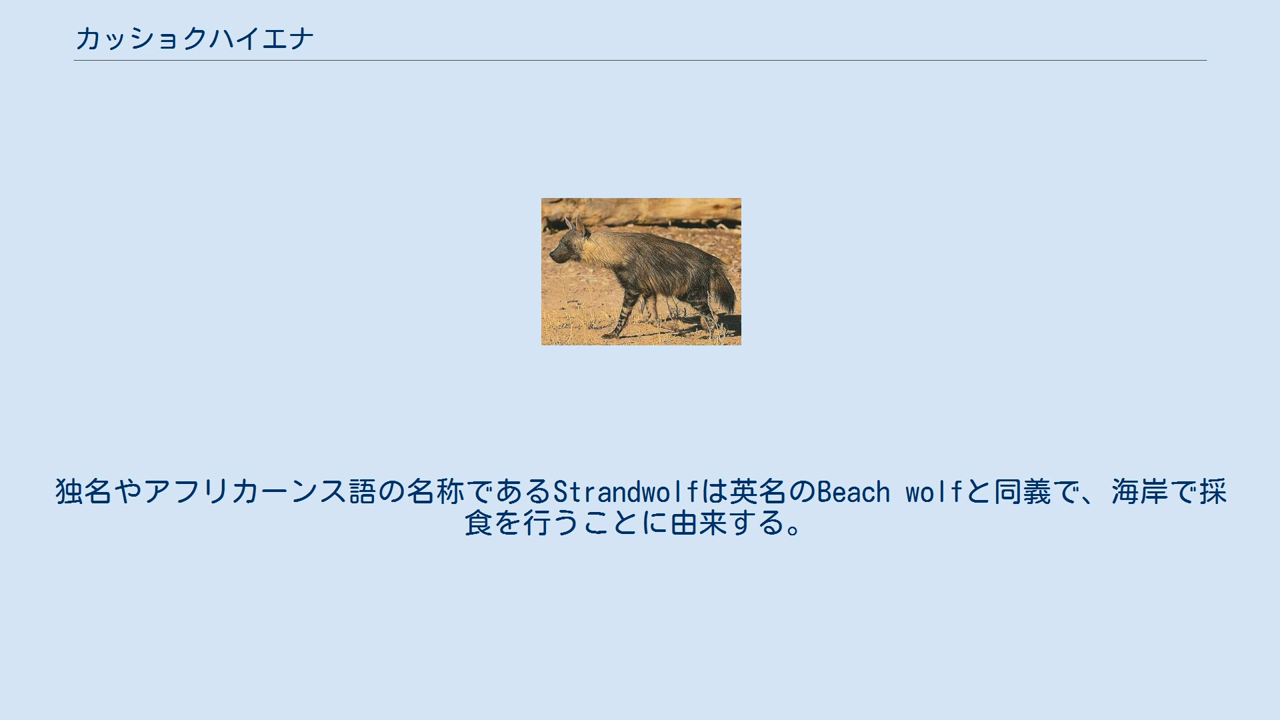 カッショクハイエナ
独名やアフリカーンス語の名称であるStrandwolfは英名のBeach wolfと同義で、海岸で採
食を行うことに由来する。